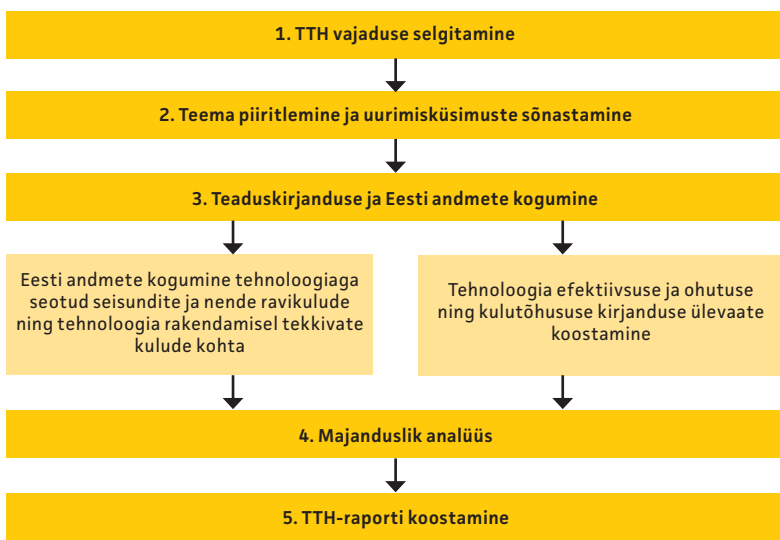 1. TTH vajaduse selgitamine
2. Teema piiritlemine ja uurimisküsimuste sõnastamine
3. Teaduskirjanduse ja Eesti andmete kogumine
Eesti andmete kogumine tehnoloogiaga
seotud seisundite ja nende ravikulude
ning tehnoloogia rakendamisel tekkivate
kulude kohta
Tehnoloogia efektiivsuse ja ohutuse
ning kulutõhususe kirjanduse ülevaate
koostamine
4. Majanduslik analüüs
5. TTH-raporti koostamine